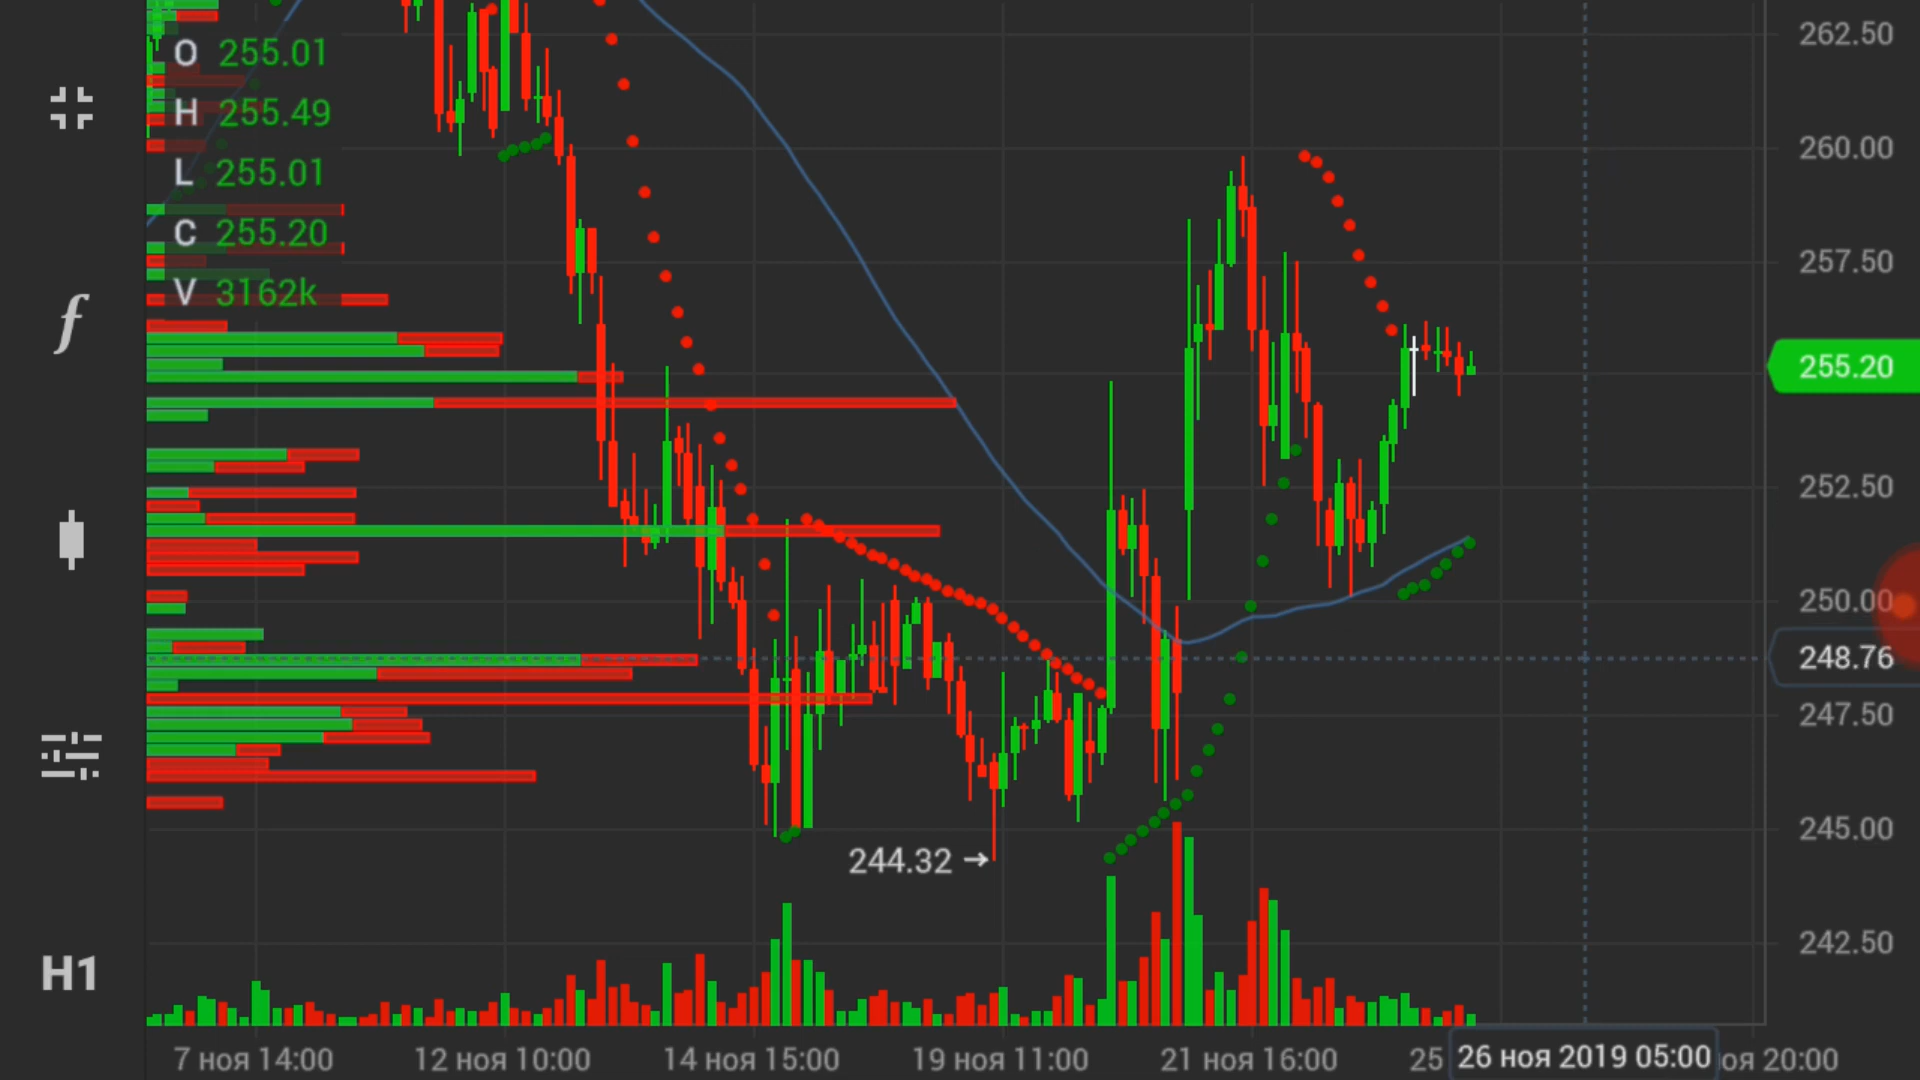 O 255.01
H 255.49
L 255.01
C 255.20
V 3162k
262.50
260.00
257.50
255.20
252.50
250.00
248.76
247.50
245.00
242.50
244.32 →
f
H1
7 ноя 14:00 12 ноя 10:00 14 ноя 15:00 19 ноя 11:00 21 ноя 16:00 25 26 ноя 2019 05:00 оя 20:00